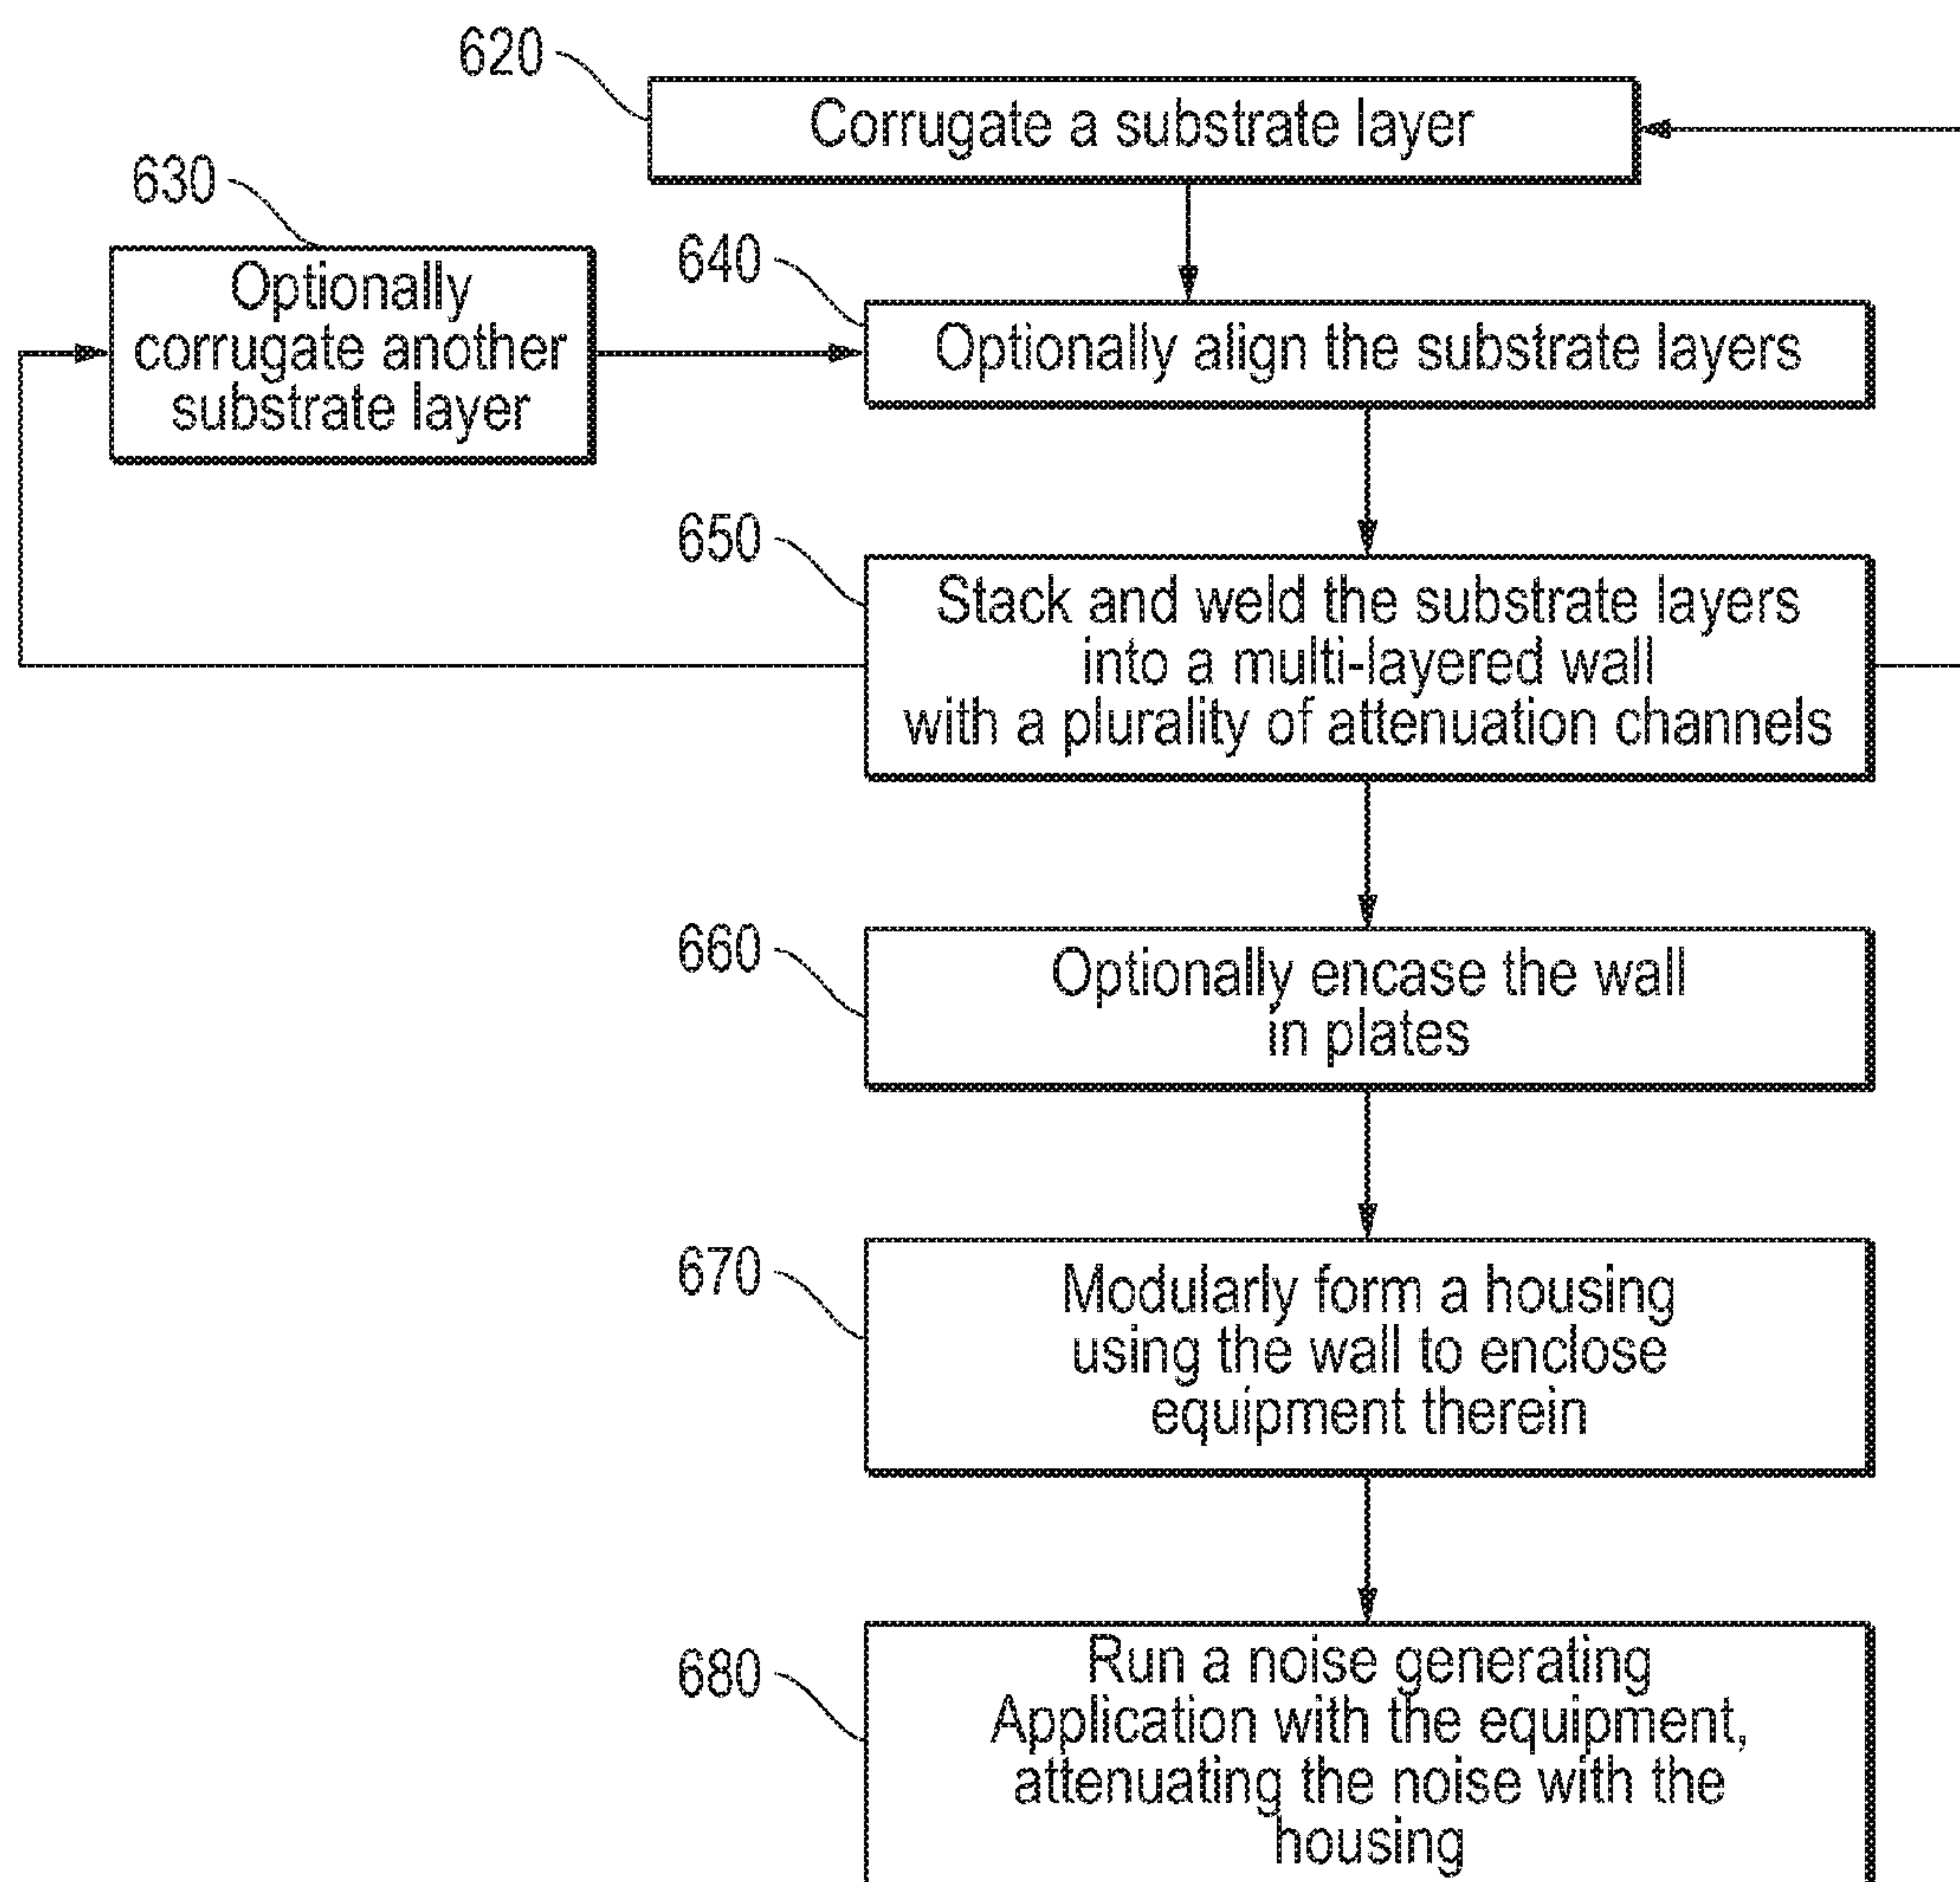 620
Corrugate a substrate layer
630
Optionally
corrugate another
substrate layer
640
Optionally align the substrate layers
650
Stack and weld the substrate layers
into a multi-layered wall
with a plurality of attenuation channels
660
Optionally encase the wall
in plates
670
Modularly form a housing
using the wall to enclose
equipment therein
680
Run a noise generating
Application with the equipment,
attenuating the noise with the
housing